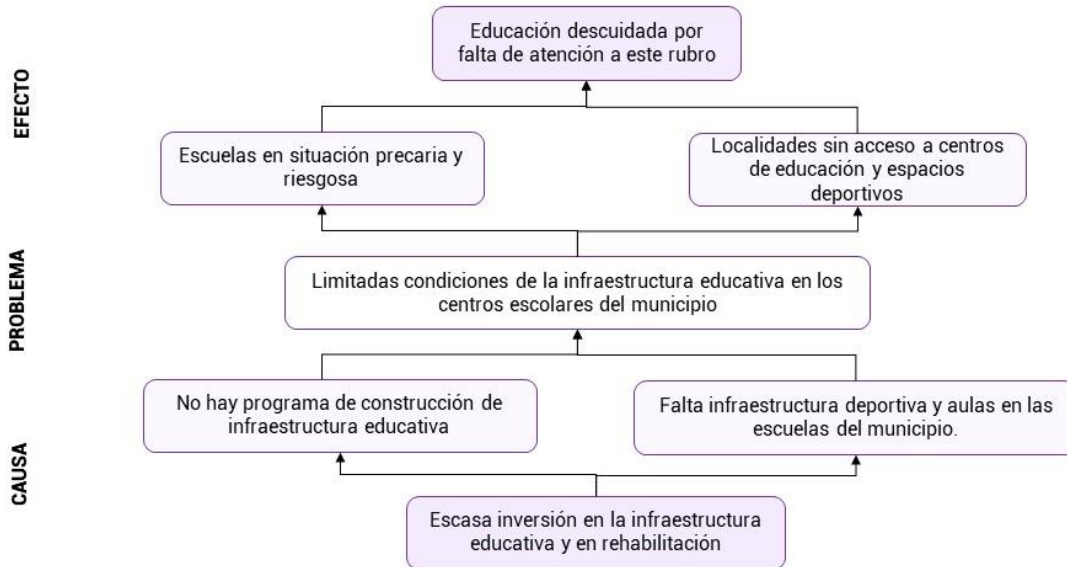 EFECTO
Educación descuidada por
falta de atención a este rubro
Escuelas en situación precaria y
riesgosa
Localidades sin acceso a centros
de educación y espacios
deportivos
PROBLEMA
Limitadas condiciones de la infraestructura educativa en los
centros escolares del municipio
CAUSA
No hay programa de construcción de
infraestructura educativa
Falta infraestructura deportiva y aulas en las
escuelas del municipio.
Escasa inversión en la infraestructura
educativa y en rehabilitación